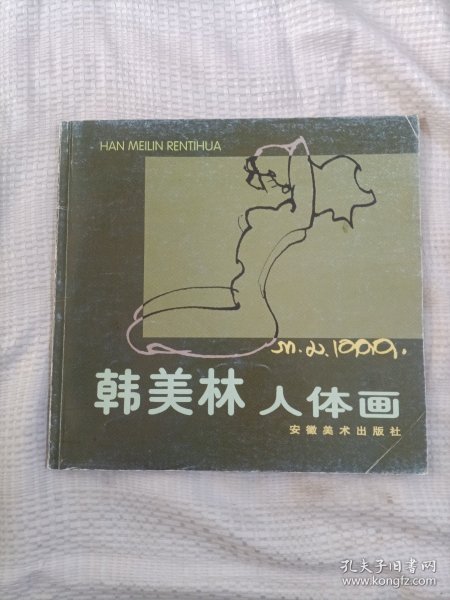 HAN MEILIN RENTIHUA
M.L.1999.
韩美林 人体画
安徽美术出版社
孔夫子旧书网
www.kongfz.com